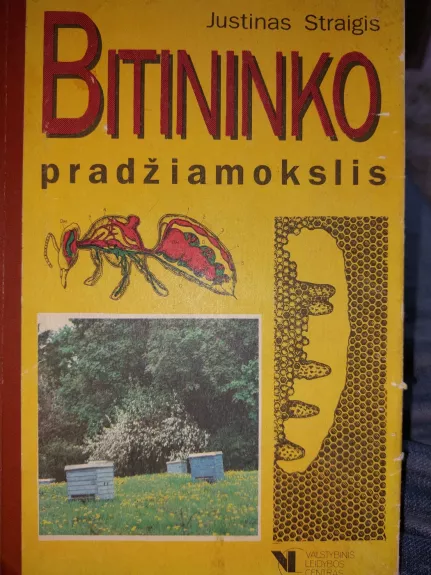 Justinas Straigis
BITININKO
pradžiamokslis
VALSTYBINIS
LEIDYBOS
CENTRAS